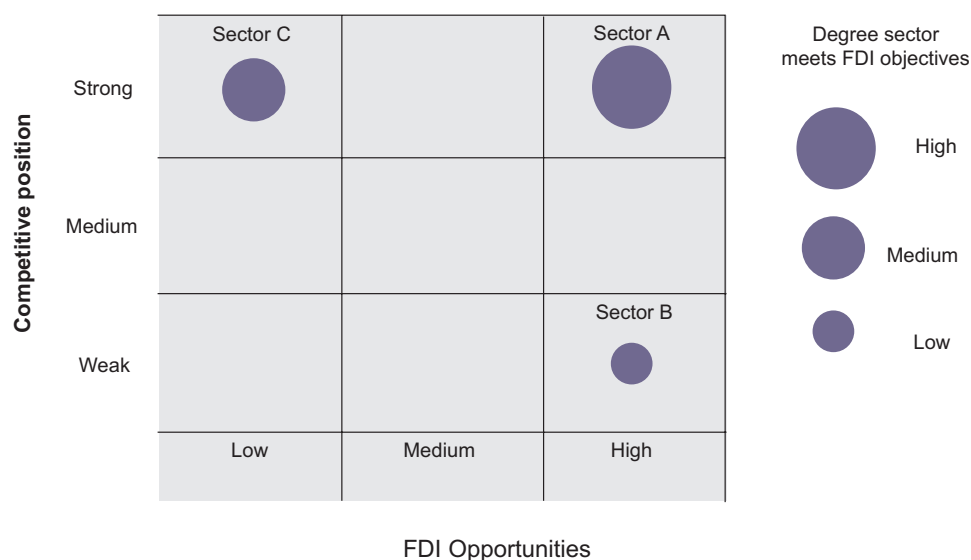 Sector C
Sector A
Degree sector
meets FDI objectives
Strong
High
Competitive position
Medium
Medium
Sector B
Low
Weak
Low
Medium
High
FDI Opportunities